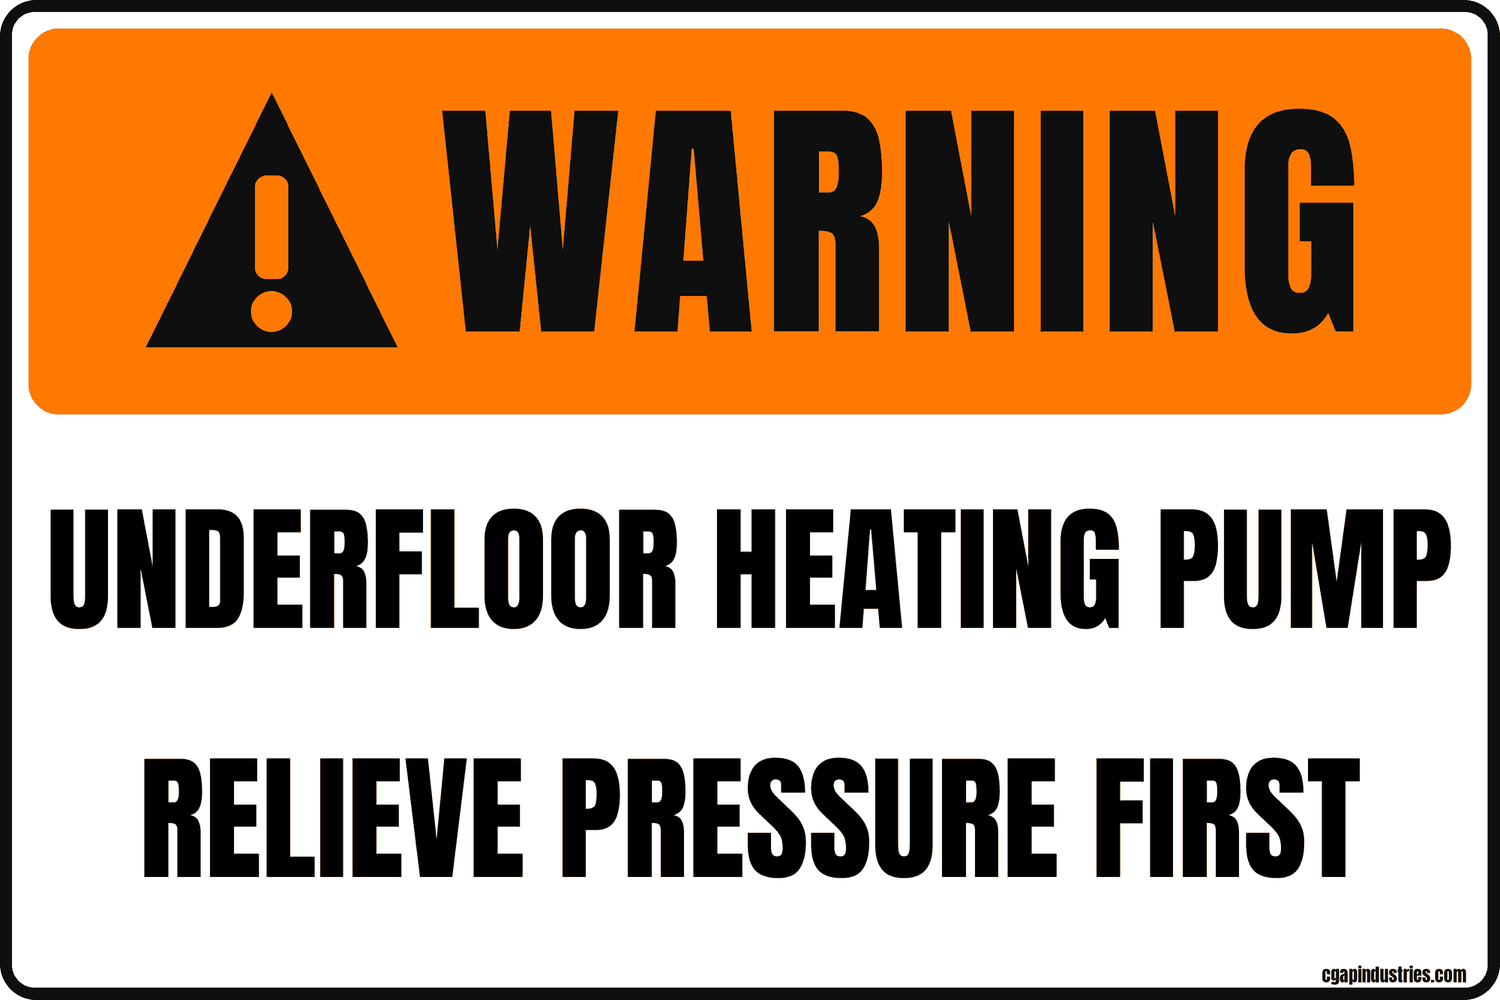 WARNING
UNDERFLOOR HEATING PUMP
RELIEVE PRESSURE FIRST
cgapindustries.com